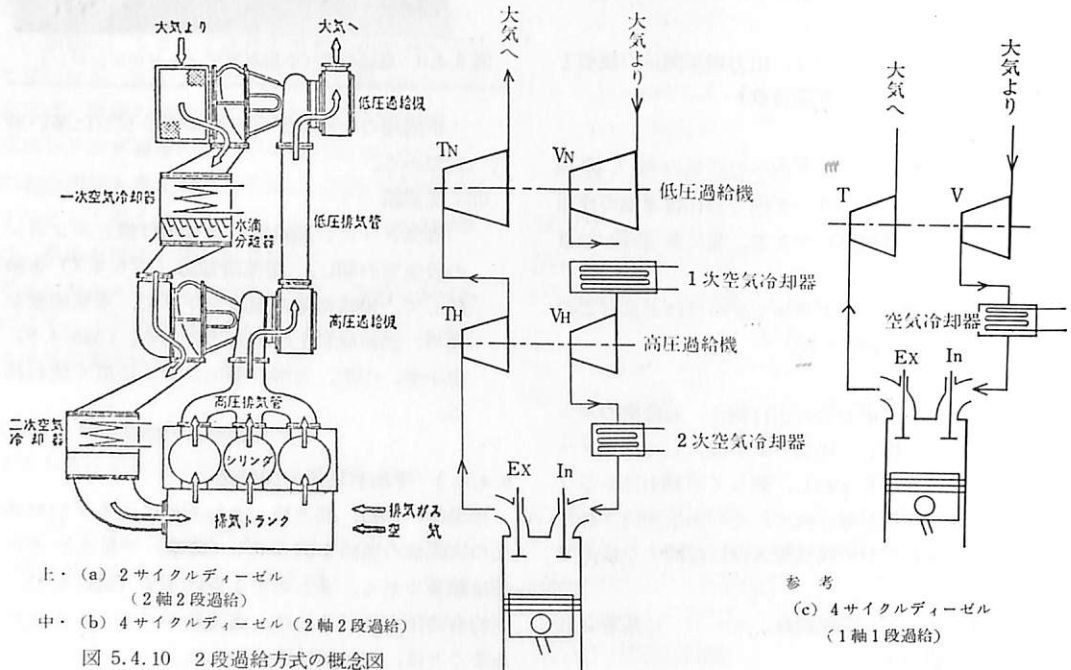 大気より
大気へ
低圧過給機
一次空気冷却器
水滴
分離器
低圧排気管
高圧過給機
高圧排気管
二次空気
冷却器
シリング
掃気トランク
排気ガス
空 気
上・(a) 2サイクルディーゼル
(2軸2段過給)
中・(b) 4サイクルディーゼル(2軸2段過給)
図 5.4.10 2段過給方式の概念図
大気へ
大気より
TN
VN
低圧過給機
1次空気冷却器
TH
VH
高圧過給機
2次空気冷却器
Ex
In
大気へ
大気より
T
V
空気冷却器
Ex
In
参 考
(c) 4サイクルディーゼル
(1軸1段過給)